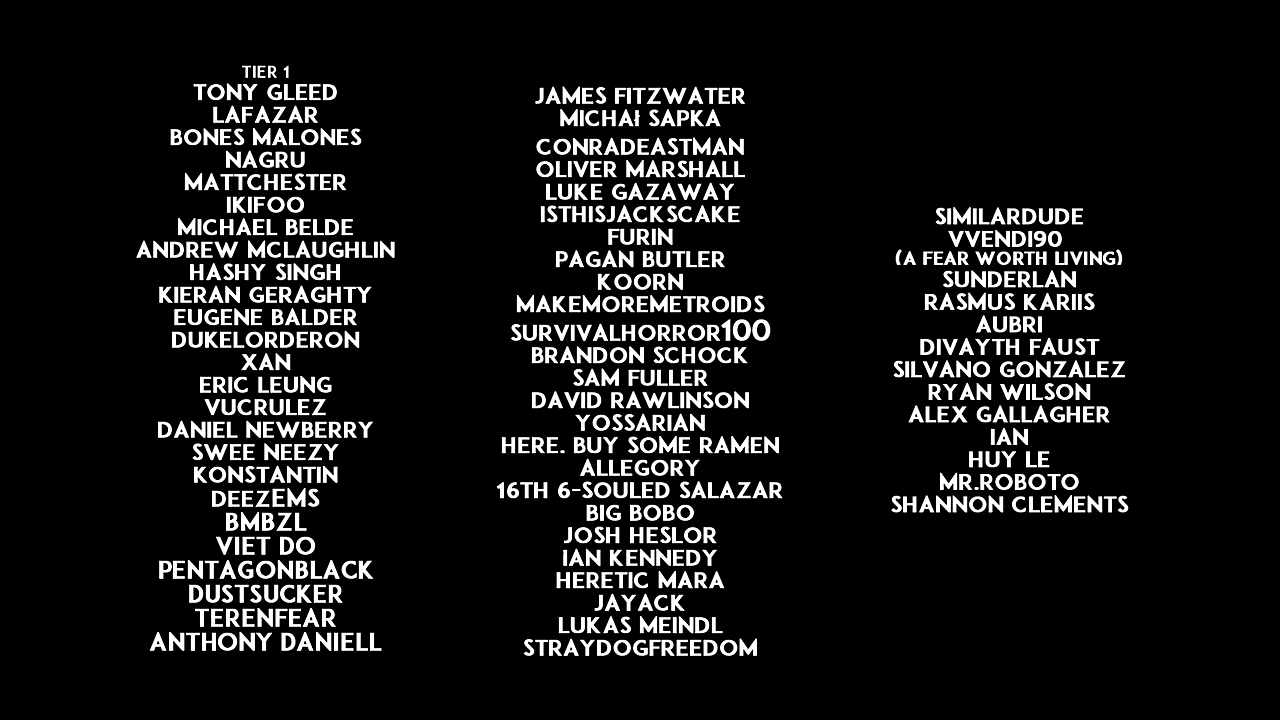 TIER 1
TONY GLEED
LAFAZAR
BONES MALONES
NAGRU
MATTCHESTER
IKIFOO
MICHAEL BELDE
ANDREW MCLAUGHLIN
HASHY SINGH
KIERAN GERAGHTY
EUGENE BALDER
DUKELORDERON
XAN
ERIC LEUNG
VUCRULEZ
DANIEL NEWBERRY
SWEE NEEZY
KONSTANTIN
DEEZEMS
BMBZL
VIET DO
PENTAGONBLACK
DUSTSUCKER
TERENFEAR
ANTHONY DANIELL
JAMES FITZWATER
MICHAł SAPKA
CONRADEASTMAN
OLIVER MARSHALL
LUKE GAZAWAY
ISTHISJACKSCAKE
FURIN
PAGAN BUTLER
KOORN
MAKEMOREMETROIDS
SURVIVALHORROR100
BRANDON SCHOCK
SAM FULLER
DAVID RAWLINSON
YOSSARIAN
HERE. BUY SOME RAMEN
ALLEGORY
16TH 6-SOULED SALAZAR
BIG BOBO
JOSH HESLOR
IAN KENNEDY
HERETIC MARA
JAYACK
LUKAS MEINDL
STRAYDOGFREEDOM
SIMILARDUDE
VVENDI90
(A FEAR WORTH LIVING)
SUNDERLAN
RASMUS KARIIS
AUBRI
DIVAYTH FAUST
SILVANO GONZALEZ
RYAN WILSON
ALEX GALLAGHER
IAN
HUY LE
MR.ROBOTO
SHANNON CLEMENTS